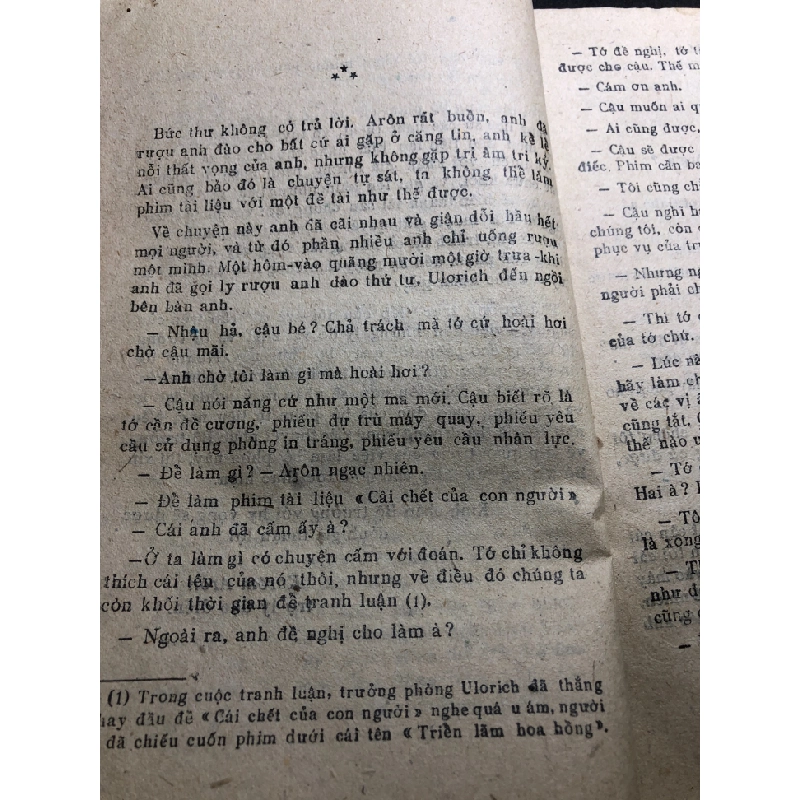 Bức thư không có trả lời. Arôn rất buồn, anh đã
rượu anh đào cho bất cứ ai gặp ở căng tin, anh kể lể
nỗi thất vọng của anh, nhưng không gặp tri âm tri kỷ.
Ai cũng bảo đó là chuyện tự sát, ta không thể làm
phim tài liệu với một đề tài như thế được.
Về chuyện này anh đã cãi nhau và giận dỗi hầu hết
mọi người, và từ đó phần nhiều anh chỉ uống rượu
một mình. Một hôm-vào quãng mười một giờ trưa-khi
anh đã gọi ly rượu anh đào thứ tư, Ulorich đến ngồi
bên bàn anh.
— Nhậu hả, cậu bé? Chả trách mà tớ cứ hoài hơi
chờ cậu mãi.
—Anh chờ tôi làm gì mà hoài hơi?
— Cậu nói năng cứ như một ma mới. Cậu biết rõ là
tớ cần đề cương, phiếu dự trù máy quay, phiếu yêu
cầu sử dụng phòng in tráng, phiếu yêu cầu nhân lực.
— Để làm gì? — Arôn ngạc nhiên.
— Để làm phim tài liệu «Cái chết của con người»
— Cái anh đã cấm ấy à?
—Ở ta làm gì có chuyện cấm với đoán. Tớ chỉ không
thích cái tên của nó thôi, nhưng về điều đó chúng ta
còn khối thời gian để tranh luận (1).
— Ngoài ra, anh đề nghị cho làm à?
(1) Trong cuộc tranh luận, trưởng phòng Ulorich đã thắng
hay đầu đề «Cái chết của con người» nghe quá u ám, người
đã chiếu cuốn phim dưới cái tên «Triển lãm hoa hồng».
— Tớ đề nghị, tớ
được cho cậu. Thế
— Cám ơn anh.
— Cậu muốn ai
— Ai cũng được,
— Cậu sẽ được
điếc. Phim cần
— Tôi cũng
— Cậu nghĩ
chúng tôi, còn
phục vụ của
— Nhưng
người phải
— Thì tớ
của tờ chứ.
— Lúc
hãy làm
về các vị
cũng tắt.
thế nào
— Tớ
Hai à?
là xong
như
cũng